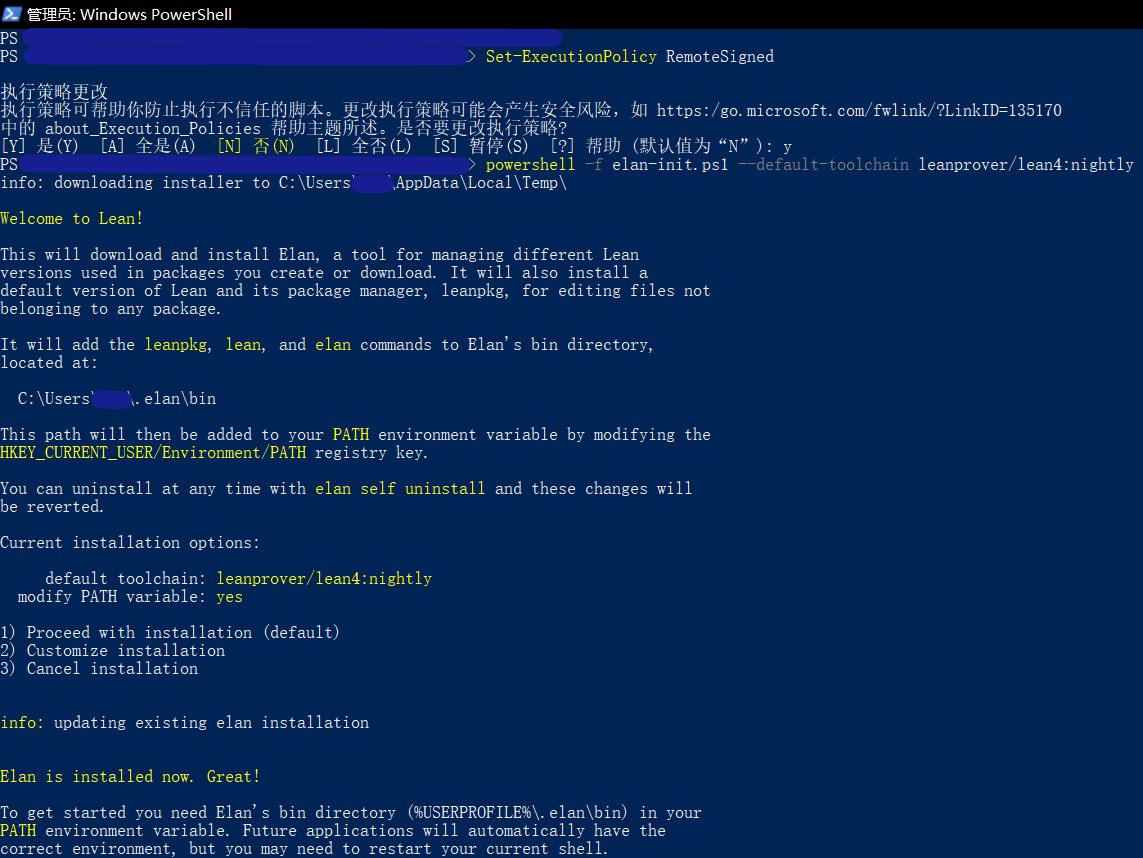 管理员: Windows PowerShell
PS
PS > Set-ExecutionPolicy RemoteSigned
执行策略更改
执行策略可帮助你防止执行不信任的脚本。更改执行策略可能会产生安全风险，如 https:/go.microsoft.com/fwlink/?LinkID=135170
中的 about_Execution_Policies 帮助主题所述。是否要更改执行策略?
[Y] 是(Y) [A] 全是(A) [N] 否(N) [L] 全否(L) [S] 暂停(S) [?] 帮助 (默认值为“N”): y
PS > powershell -f elan-init.ps1 --default-toolchain leanprover/lean4:nightly
info: downloading installer to C:\Users\ \AppData\Local\Temp\
Welcome to Lean!
This will download and install Elan, a tool for managing different Lean
versions used in packages you create or download. It will also install a
default version of Lean and its package manager, leanpkg, for editing files not
belonging to any package.
It will add the leanpkg, lean, and elan commands to Elan's bin directory,
located at:
C:\Users\ \.elan\bin
This path will then be added to your PATH environment variable by modifying the
HKEY_CURRENT_USER/Environment/PATH registry key.
You can uninstall at any time with elan self uninstall and these changes will
be reverted.
Current installation options:
default toolchain: leanprover/lean4:nightly
modify PATH variable: yes
1) Proceed with installation (default)
2) Customize installation
3) Cancel installation
info: updating existing elan installation
Elan is installed now. Great!
To get started you need Elan's bin directory (%USERPROFILE%\.elan\bin) in your
PATH environment variable. Future applications will automatically have the
correct environment, but you may need to restart your current shell.